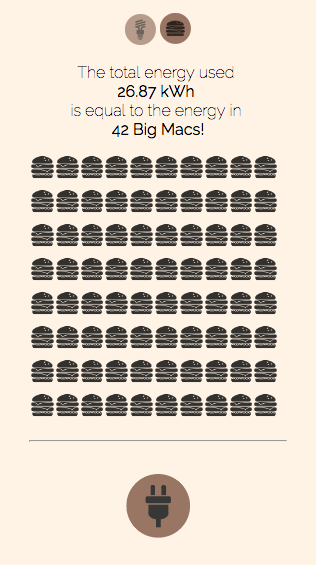 The total energy used
26.87 kWh
is equal to the energy in
42 Big Macs!